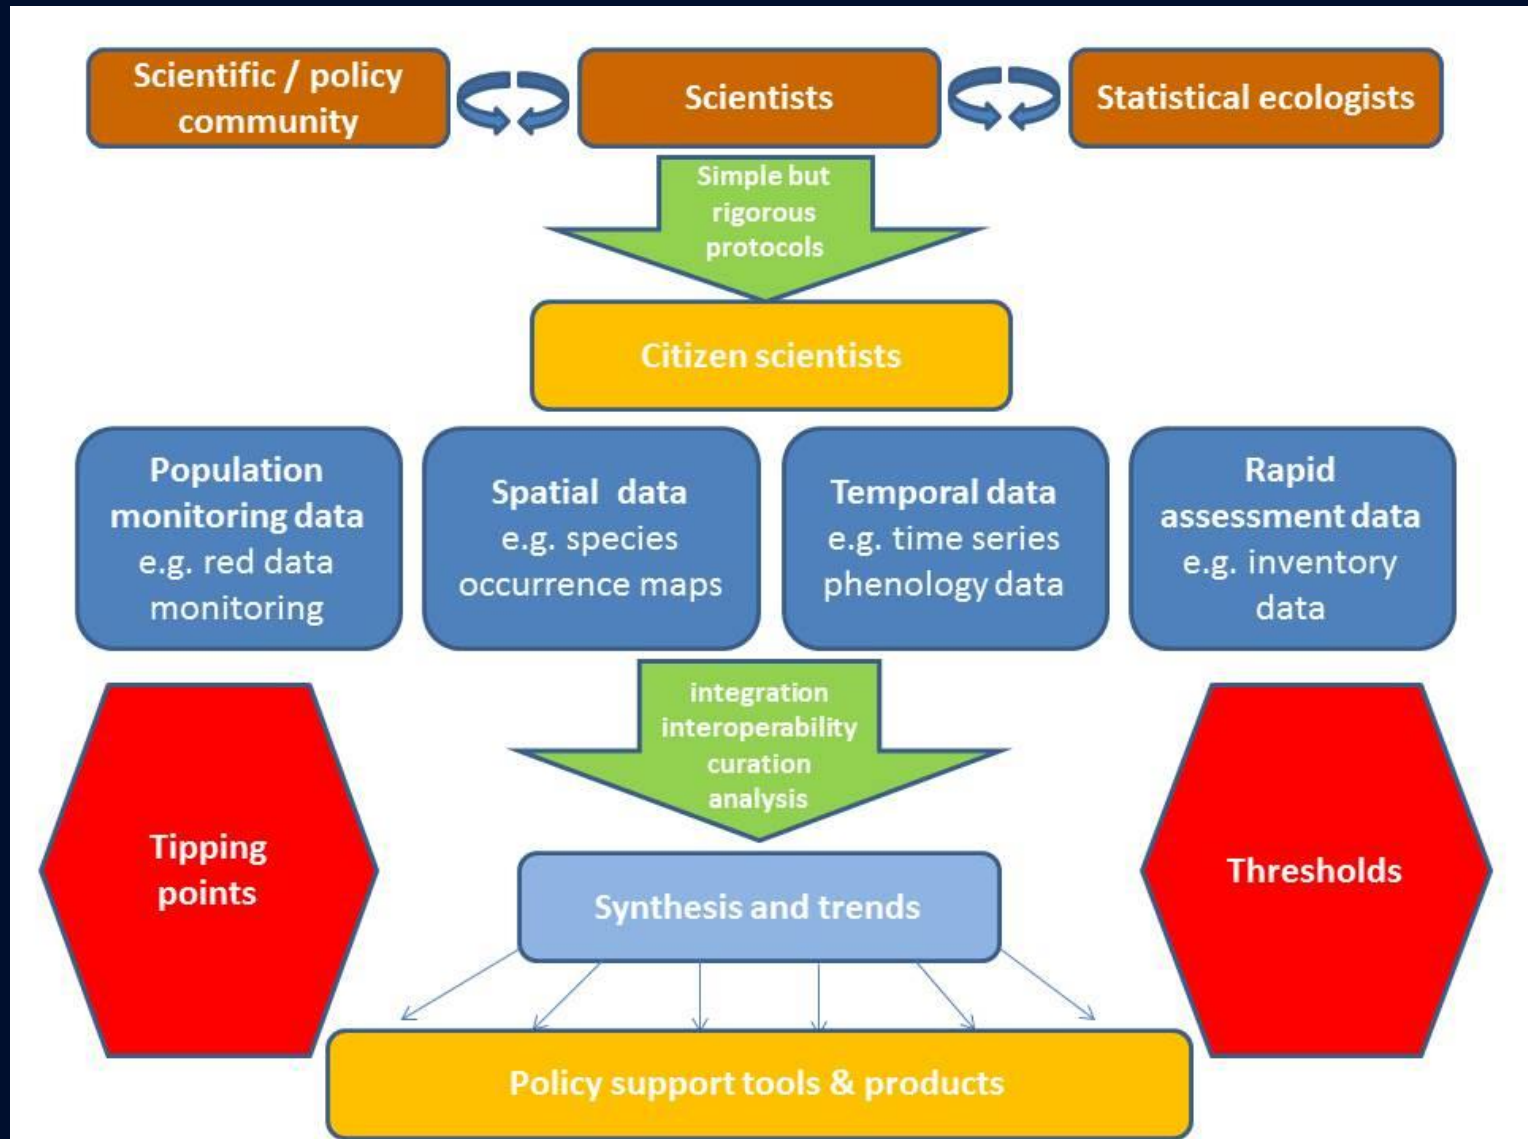 Scientific / policy
community
Scientists
Statistical ecologists
Simple but
rigorous
protocols
Citizen scientists
Population
monitoring data
e.g. red data
monitoring
Spatial data
e.g. species
occurrence maps
Temporal data
e.g. time series
phenology data
Rapid
assessment data
e.g. inventory
data
integration
interoperability
curation
analysis
Tipping
points
Thresholds
Synthesis and trends
Policy support tools & products